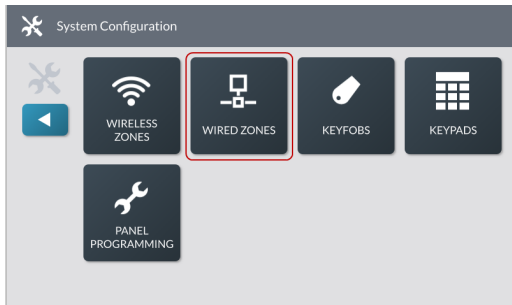 System Configuration
WIRELESS
ZONES
WIRED ZONES
KEYFOBS
KEYPADS
PANEL
PROGRAMMING